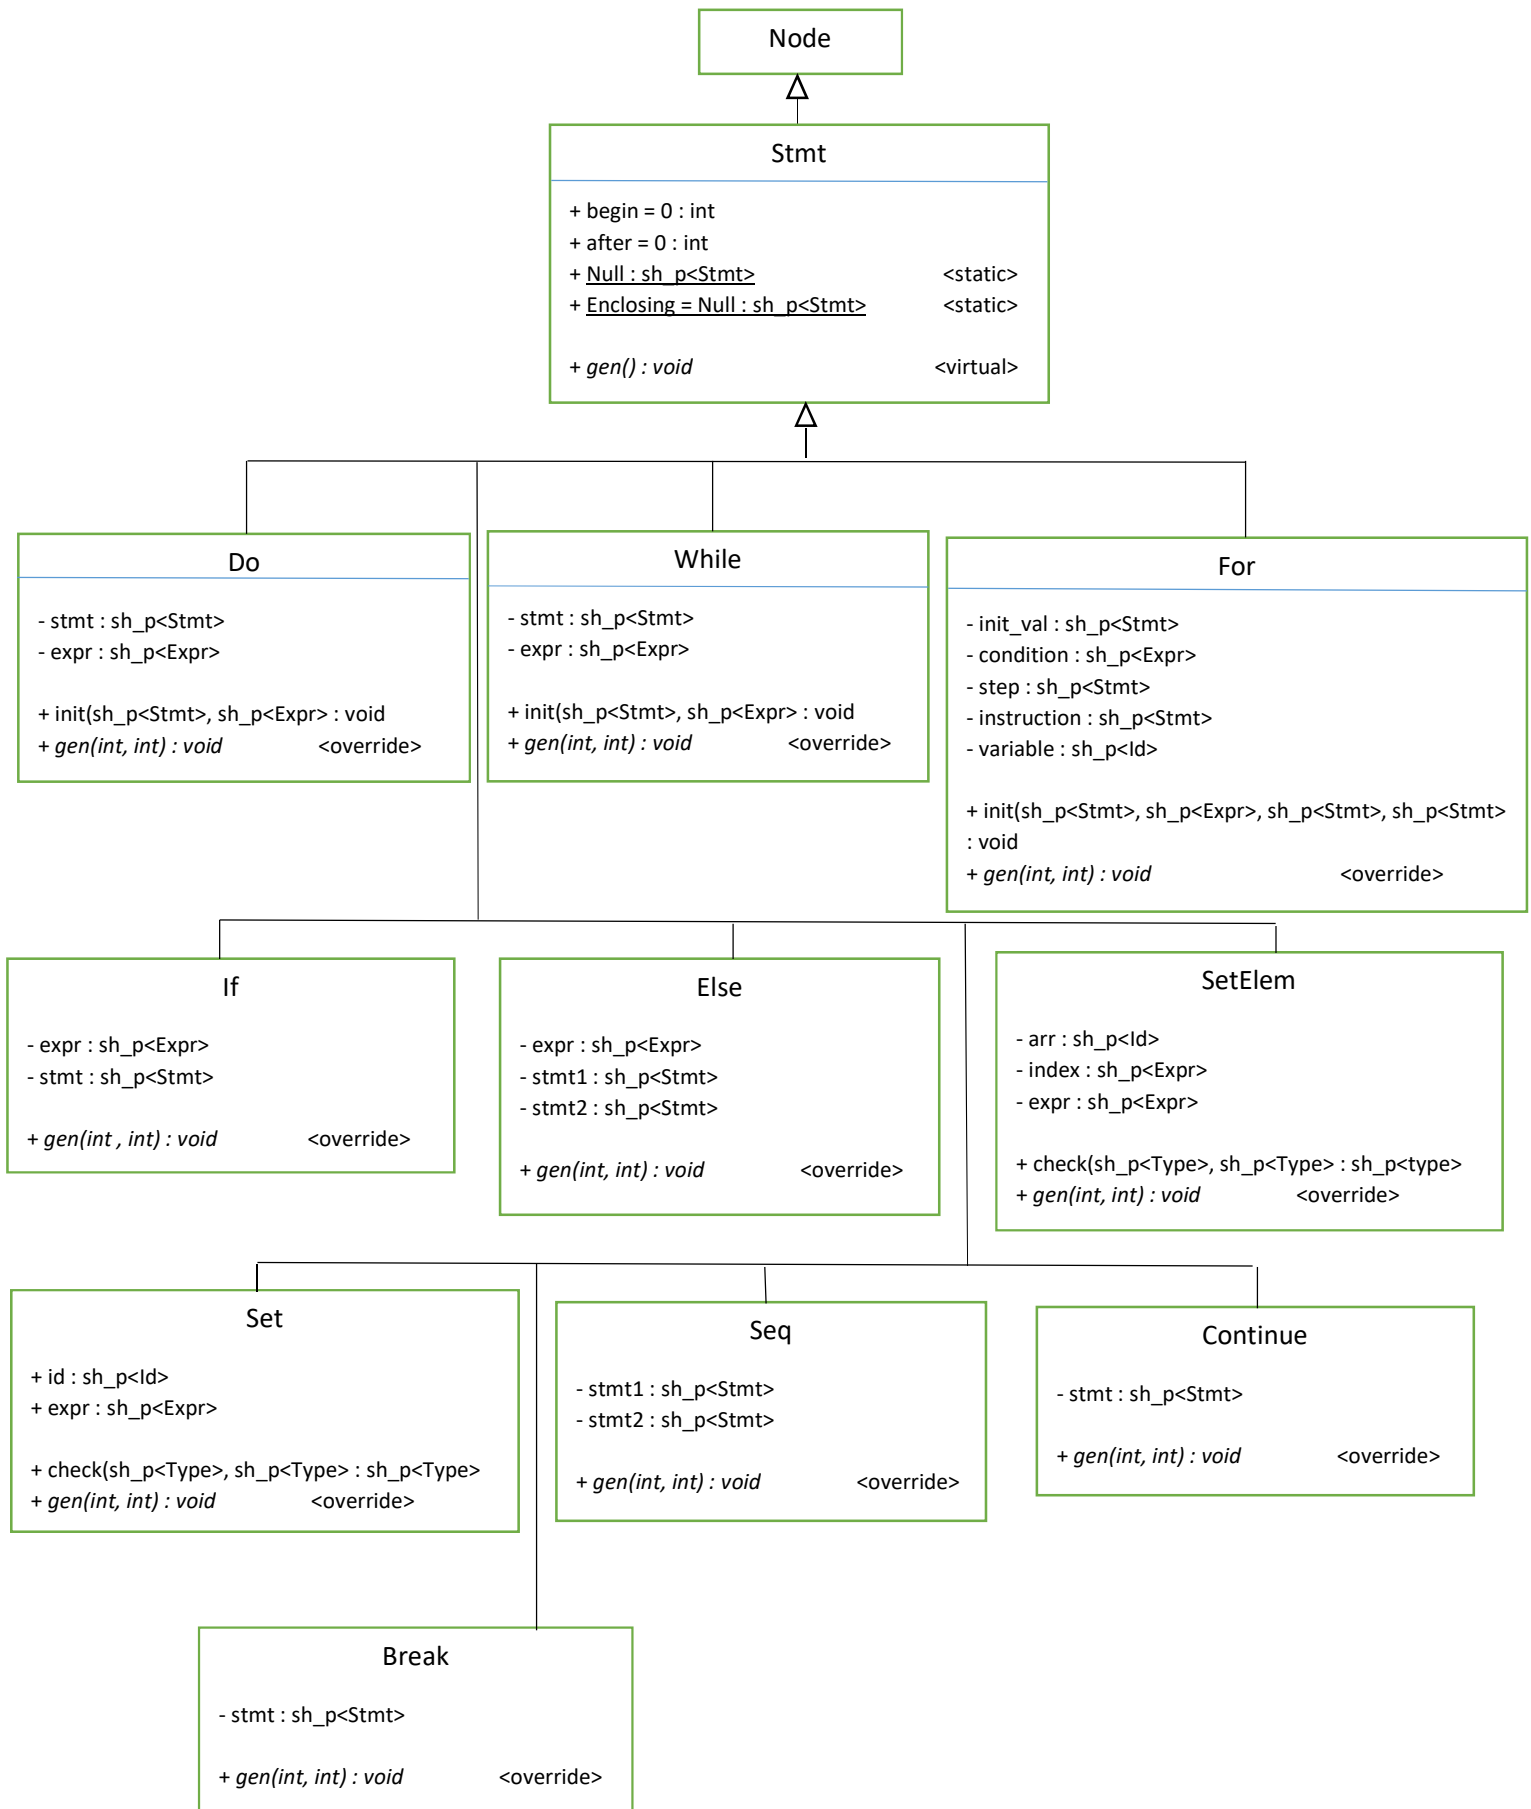 Node
Stmt
+ begin = 0 : int
+ after = 0 : int
+ Null : sh_p<Stmt> <static>
+ Enclosing = Null : sh_p<Stmt> <static>
+ gen() : void <virtual>
Do
- stmt : sh_p<Stmt>
- expr : sh_p<Expr>
+ init(sh_p<Stmt>, sh_p<Expr> : void
+ gen(int, int) : void <override>
While
- stmt : sh_p<Stmt>
- expr : sh_p<Expr>
+ init(sh_p<Stmt>, sh_p<Expr> : void
+ gen(int, int) : void <override>
For
- init_val : sh_p<Stmt>
- condition : sh_p<Expr>
- step : sh_p<Stmt>
- instruction : sh_p<Stmt>
- variable : sh_p<Id>
+ init(sh_p<Stmt>, sh_p<Expr>, sh_p<Stmt>, sh_p<Stmt>
: void
+ gen(int, int) : void <override>
If
- expr : sh_p<Expr>
- stmt : sh_p<Stmt>
+ gen(int , int) : void <override>
Else
- expr : sh_p<Expr>
- stmt1 : sh_p<Stmt>
- stmt2 : sh_p<Stmt>
+ gen(int, int) : void <override>
SetElem
- arr : sh_p<Id>
- index : sh_p<Expr>
- expr : sh_p<Expr>
+ check(sh_p<Type>, sh_p<Type> : sh_p<type>
+ gen(int, int) : void <override>
Set
+ id : sh_p<Id>
+ expr : sh_p<Expr>
+ check(sh_p<Type>, sh_p<Type> : sh_p<Type>
+ gen(int, int) : void <override>
Seq
- stmt1 : sh_p<Stmt>
- stmt2 : sh_p<Stmt>
+ gen(int, int) : void <override>
Continue
- stmt : sh_p<Stmt>
+ gen(int, int) : void <override>
Break
- stmt : sh_p<Stmt>
+ gen(int, int) : void <override>